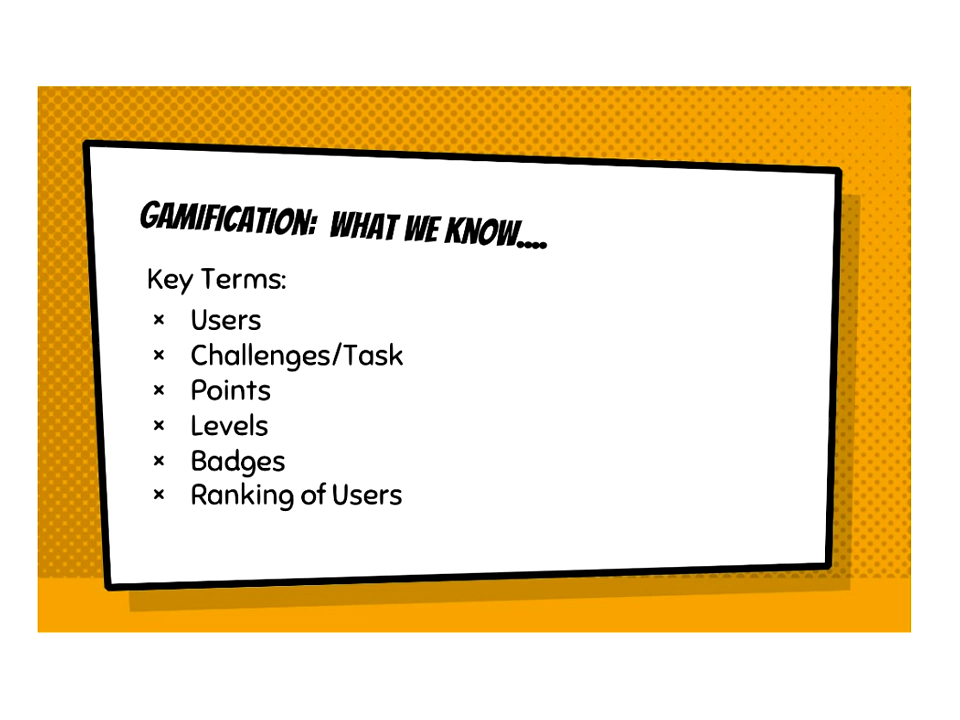 GAMIFICATION: WHAT WE KNOW....
Key Terms:
× Users
× Challenges/Task
× Points
× Levels
× Badges
× Ranking of Users